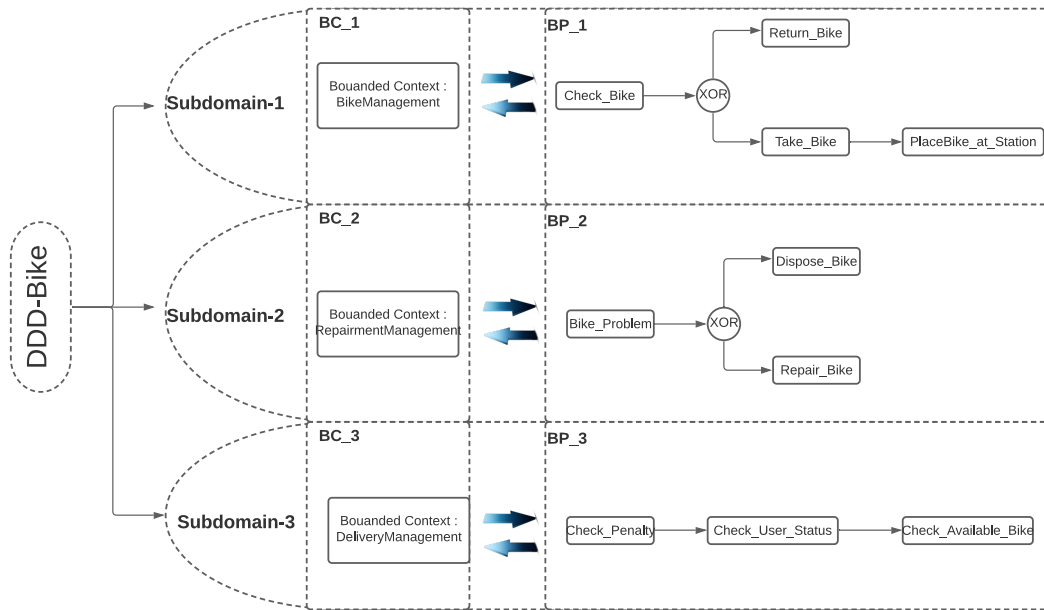 DDD-Bike
Subdomain-1
BC_1
Bouanded Context :
BikeManagement
BP_1
Check_Bike
XOR
Return_Bike
Take_Bike
PlaceBike_at_Station
Subdomain-2
BC_2
Bouanded Context :
RepairmentManagement
BP_2
Bike_Problem
XOR
Dispose_Bike
Repair_Bike
Subdomain-3
BC_3
Bouanded Context :
DeliveryManagement
BP_3
Check_Penalty
Check_User_Status
Check_Available_Bike